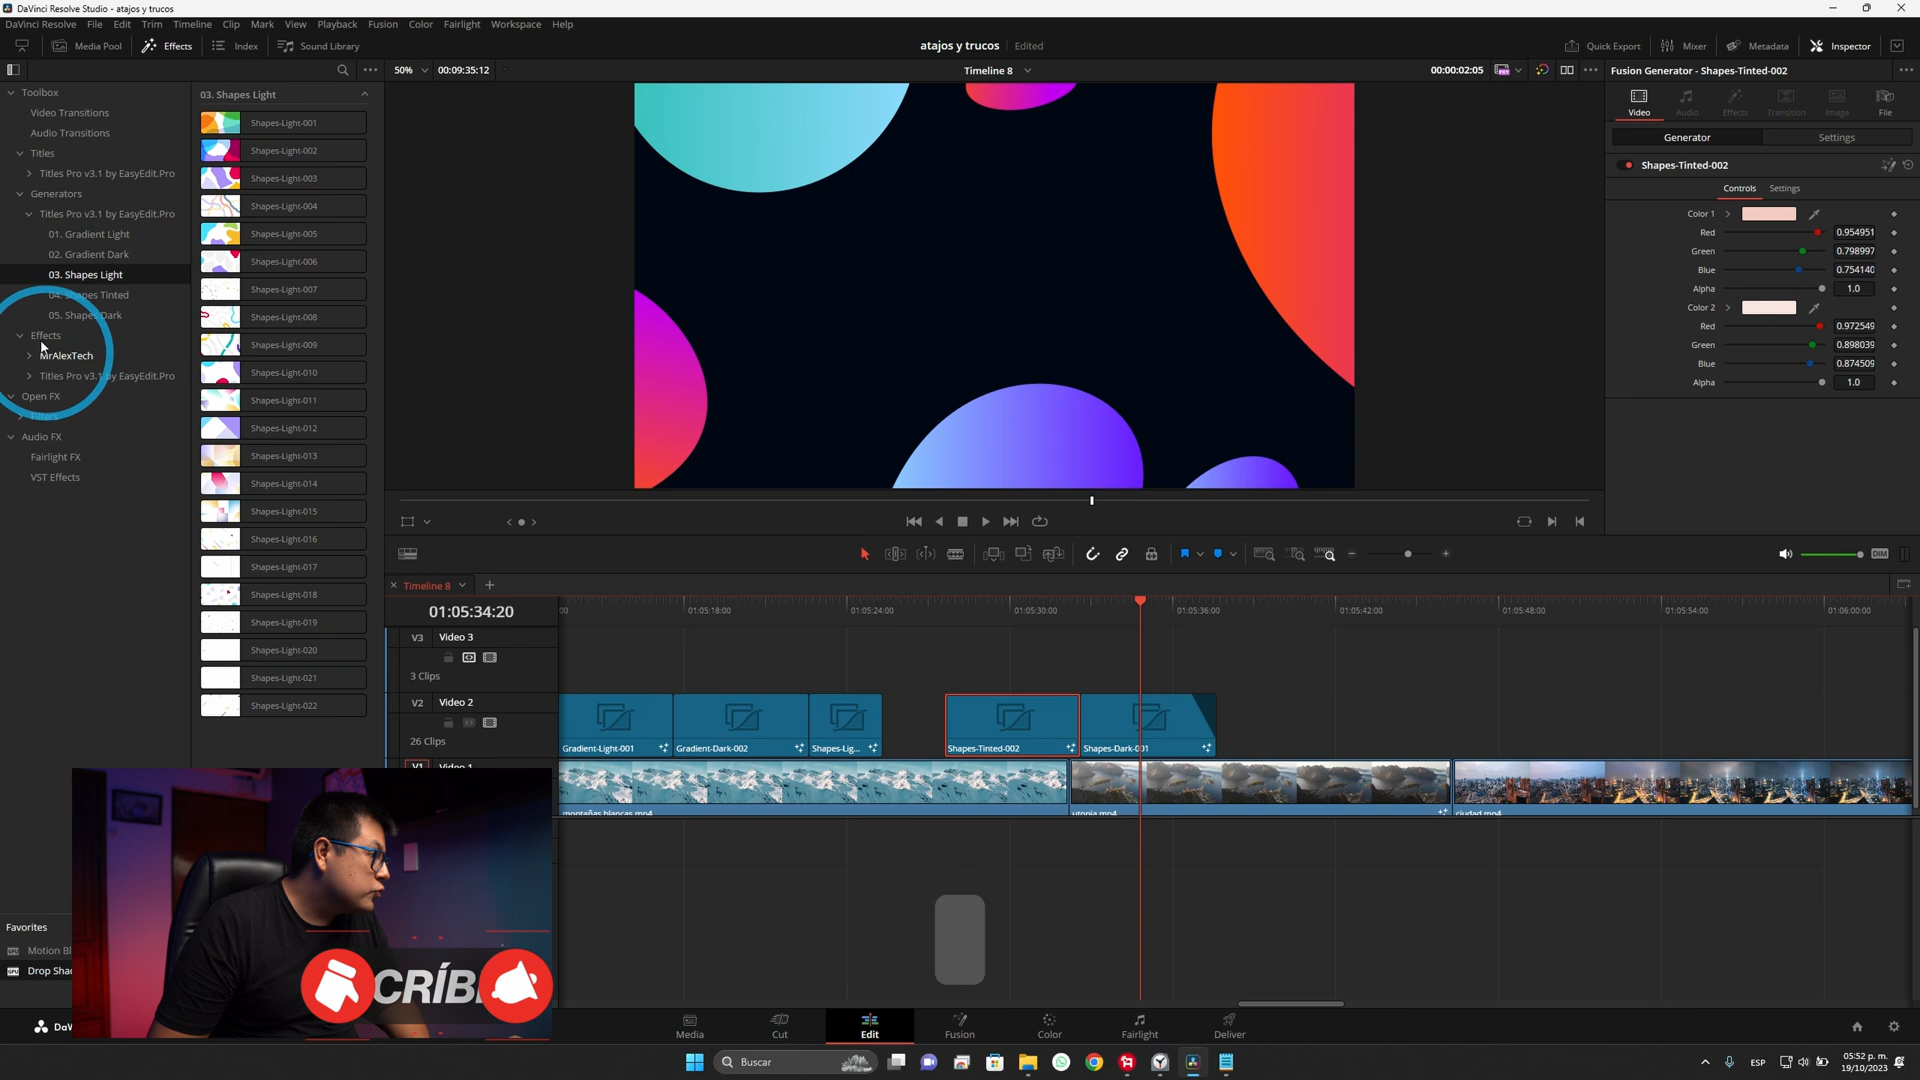 DaVinci Resolve Studio - atajos y trucos
DaVinci Resolve File Edit Trim Timeline Clip Mark View Playback Fusion Color Fairlight Workspace Help
Media Pool Effects Index Sound Library
atajos y trucos Edited
Quick Export Mixer Metadata Inspector
50% 00:09:35:12
Timeline 8
00:00:02:05
Fusion Generator - Shapes-Tinted-002
Toolbox
Video Transitions
Audio Transitions
Titles
Titles Pro v3.1 by EasyEdit.Pro
Generators
Titles Pro v3.1 by EasyEdit.Pro
01. Gradient Light
02. Gradient Dark
03. Shapes Light
04. Shapes Tinted
05. Shapes Dark
Effects
MrAlexTech
Titles Pro v3.1 by EasyEdit.Pro
Open FX
Filters
Audio FX
Fairlight FX
VST Effects
Favorites
Motion Bl
Drop Shad
03. Shapes Light
Shapes-Light-001
Shapes-Light-002
Shapes-Light-003
Shapes-Light-004
Shapes-Light-005
Shapes-Light-006
Shapes-Light-007
Shapes-Light-008
Shapes-Light-009
Shapes-Light-010
Shapes-Light-011
Shapes-Light-012
Shapes-Light-013
Shapes-Light-014
Shapes-Light-015
Shapes-Light-016
Shapes-Light-017
Shapes-Light-018
Shapes-Light-019
Shapes-Light-020
Shapes-Light-021
Shapes-Light-022
Video Audio Effects Transition Image File
Generator Settings
Shapes-Tinted-002
Controls Settings
Color 1
Red 0.954951
Green 0.798997
Blue 0.754140
Alpha 1.0
Color 2
Red 0.972549
Green 0.898039
Blue 0.874509
Alpha 1.0
DIM
Timeline 8
01:05:34:20
00 01:05:18:00 01:05:24:00 01:05:30:00 01:05:36:00 01:05:42:00 01:05:48:00 01:05:54:00 01:06:00:00
V3 Video 3
3 Clips
V2 Video 2
26 Clips
Gradient-Light-001 Gradient-Dark-002 Shapes-Lig... Shapes-Tinted-002 Shapes-Dark-001
V1 Video 1
montañas blancas.mp4 utopia.mp4 ciudad.mp4
CRÍB
DaV
Media Cut Edit Fusion Color Fairlight Deliver
Buscar
ESP
05:52 p. m.
19/10/2023